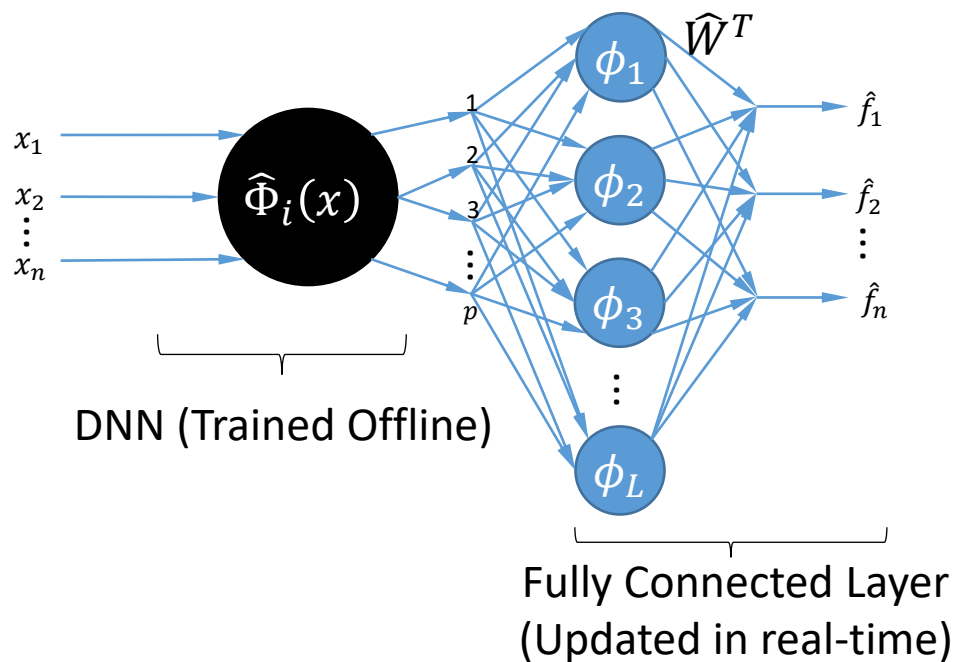 x₁
x₂
⋮
xₙ
Φ̂ᵢ(x)
1
2
3
⋮
p
ϕ₁
ϕ₂
ϕ₃
⋮
ϕ_L
Ŵᵀ
f̂₁
f̂₂
⋮
f̂ₙ
DNN (Trained Offline)
Fully Connected Layer
(Updated in real-time)